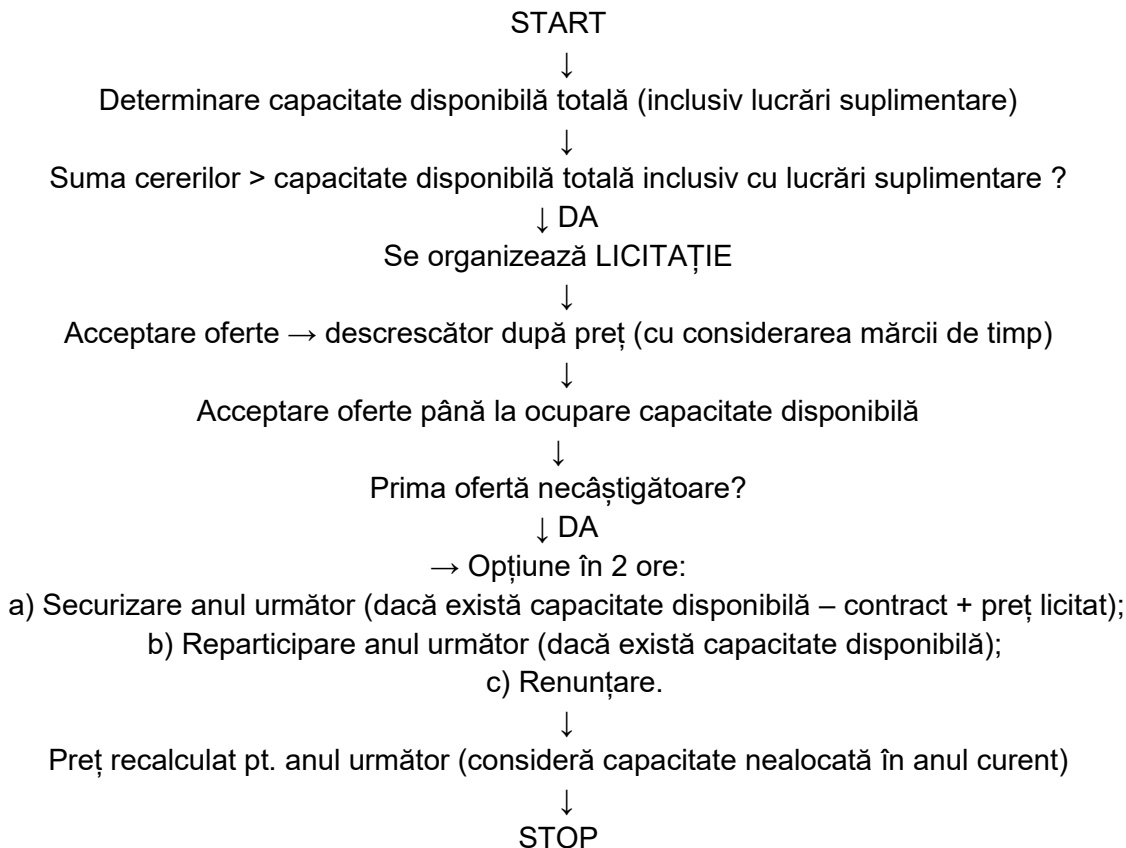 START
↓
Determinare capacitate disponibilă totală (inclusiv lucrări suplimentare)
↓
Suma cererilor > capacitate disponibilă totală inclusiv cu lucrări suplimentare ?
↓ DA
Se organizează LICITAȚIE
↓
Acceptare oferte → descrescător după preț (cu considerarea mărcii de timp)
↓
Acceptare oferte până la ocupare capacitate disponibilă
↓
Prima ofertă necâștigătoare?
↓ DA
→ Opțiune în 2 ore:
a) Securizare anul următor (dacă există capacitate disponibilă – contract + preț licitat);
b) Reparticipare anul următor (dacă există capacitate disponibilă);
c) Renunțare.
↓
Preț recalculat pt. anul următor (consideră capacitate nealocată în anul curent)
↓
STOP